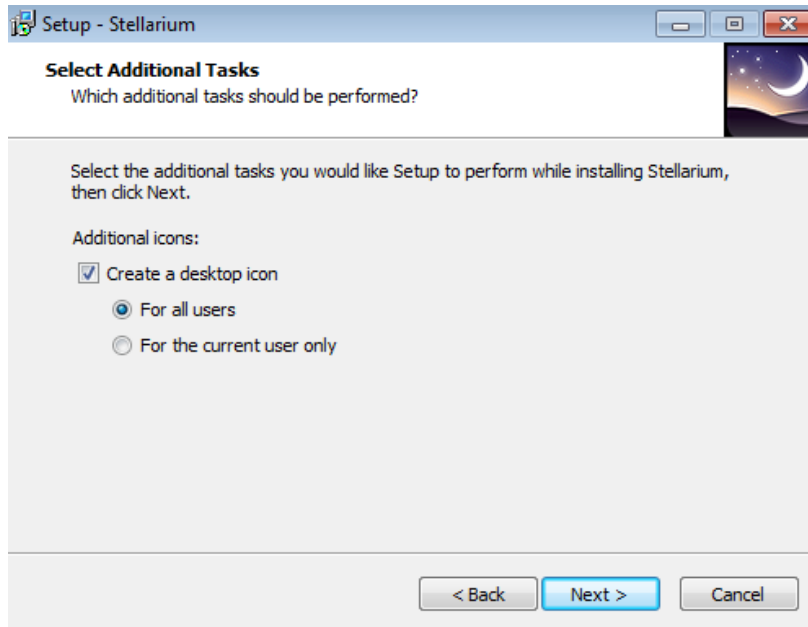 Setup - Stellarium
Select Additional Tasks
Which additional tasks should be performed?
Select the additional tasks you would like Setup to perform while installing Stellarium,
then click Next.
Additional icons:
Create a desktop icon
For all users
For the current user only
< Back
Next >
Cancel